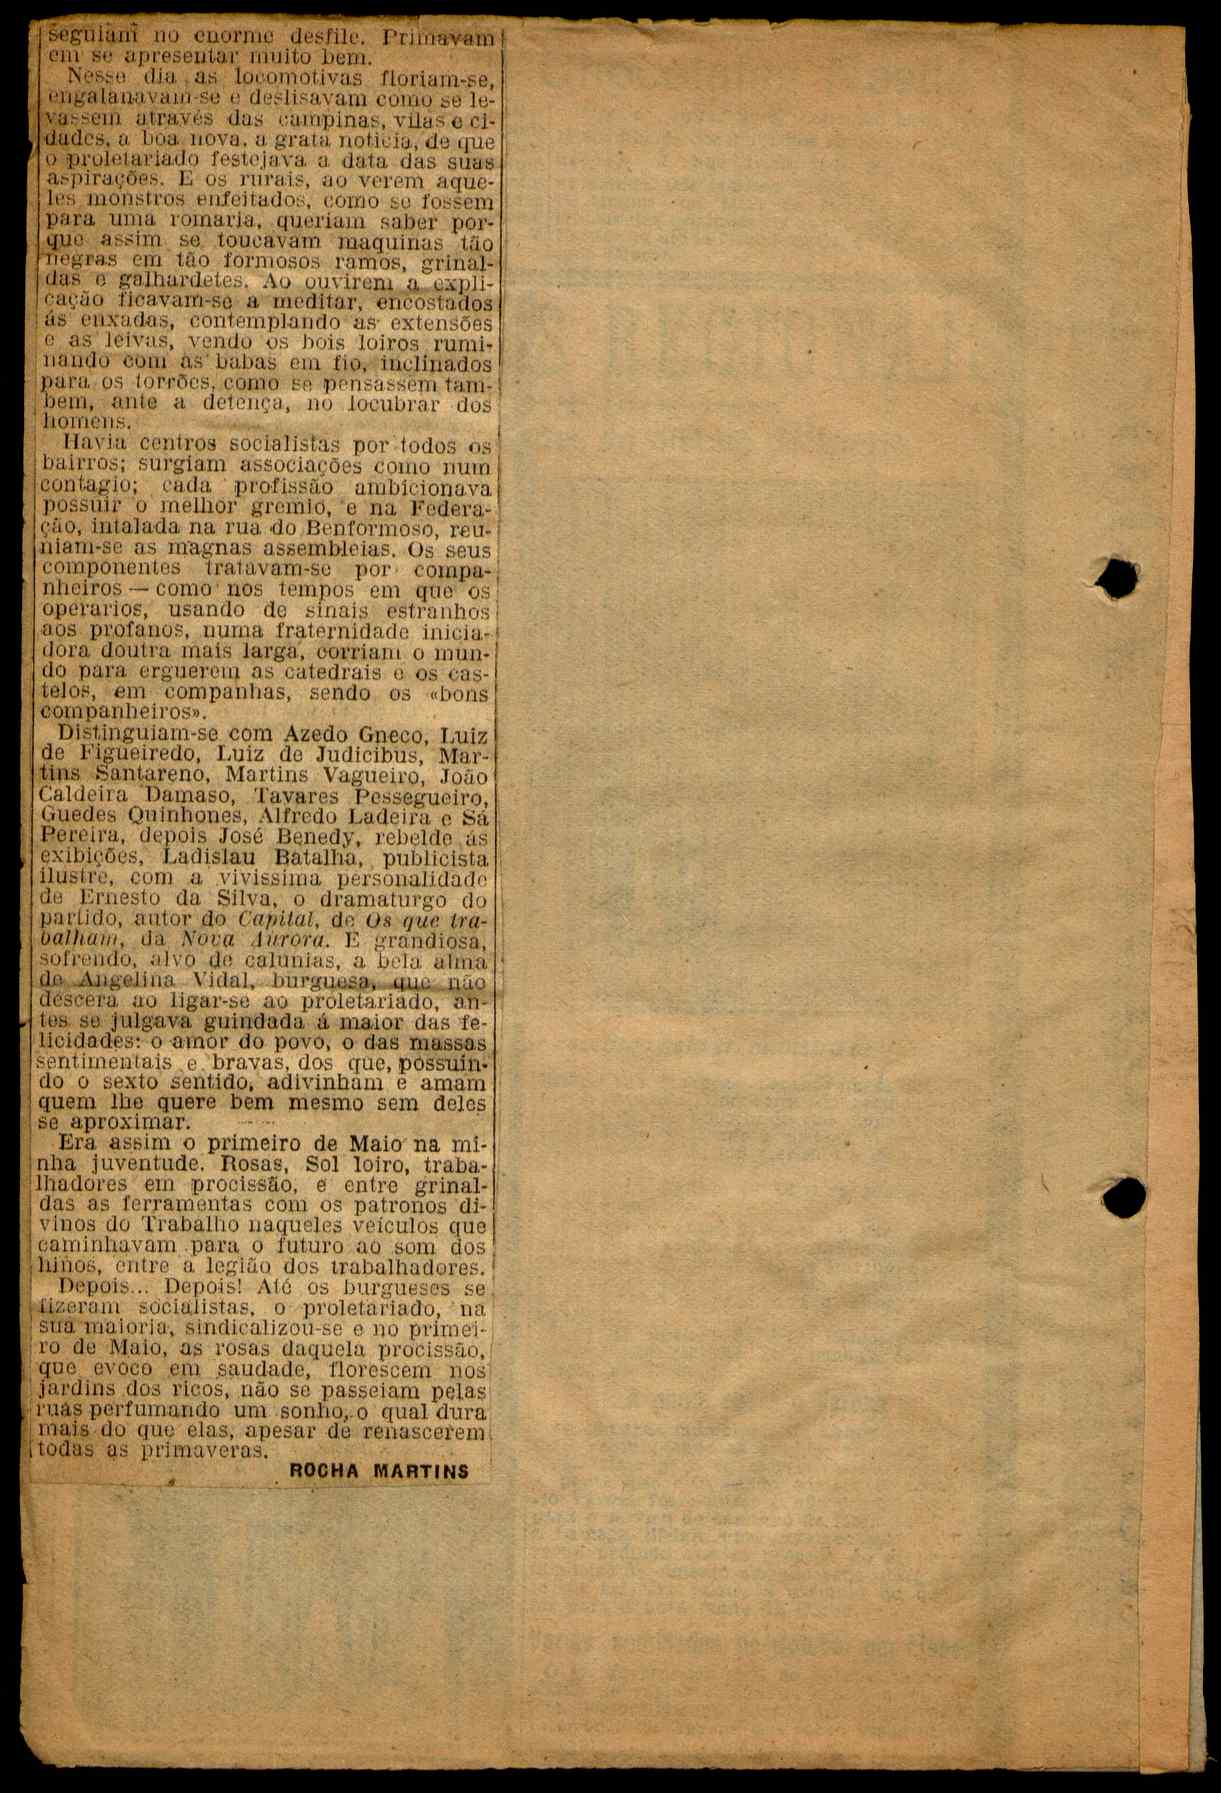 seguiam no enorme desfile. Primavam
em se apresentar muito bem.
Nesse dia as locomotivas floriam-se,
engalanavam-se e deslisavam como se le-
vassem através das campinas, vilas e ci-
dades, a boa nova, a grata noticia, de que
o proletariado festejava a data das suas
aspirações. E os rurais, ao verem aque-
les monstros enfeitados, como se fossem
para uma romaria, queriam saber por-
que assim se toucavam maquinas tão
negras em tão formosos ramos, grinal-
das e galhardetes. Ao ouvirem a expli-
cação ficavam-se a meditar, encostados
ás enxadas, contemplando as extensões
e as leivas, vendo os bois loiros rumi-
nando com as babas em fio, inclinados
para os torrões, como se pensassem tam-
bem, ante a detença, no locubrar dos
homens.
Havia centros socialistas por todos os
bairros; surgiam associações como num
contagio; cada profissão ambicionava
possuir o melhor gremio, e na Federa-
ção, intalada na rua do Benformoso, reu-
niam-se as magnas assembleias. Os seus
componentes tratavam-se por compa-
nheiros — como nos tempos em que os
operarios, usando de sinais estranhos
aos profanos, numa fraternidade inicia-
dora doutra mais larga, corriam o mun-
do para erguerem as catedrais e os cas-
telos, em companhas, sendo os «bons
companheiros».
Distinguiam-se com Azedo Gneco, Luiz
de Figueiredo, Luiz de Judicibus, Mar-
tins Santareno, Martins Vagueiro, João
Caldeira Damaso, Tavares Pessegueiro,
Guedes Quinhones, Alfredo Ladeira e Sá
Pereira, depois José Benedy, rebelde ás
exibições, Ladislau Batalha, publicista
ilustre, com a vivissima personalidade
de Ernesto da Silva, o dramaturgo do
partido, autor do Capital, de Os que tra-
balham, da Nova Aurora. E grandiosa,
sofrendo, alvo de calunias, a bela alma
de Angelina Vidal, burguesa, que não
descera ao ligar-se ao proletariado, an-
tes se julgava guindada á maior das fe-
licidades: o amor do povo, o das massas
sentimentais e bravas, dos que, possuin-
do o sexto sentido, adivinham e amam
quem lhe quere bem mesmo sem deles
se aproximar.
Era assim o primeiro de Maio na mi-
nha juventude. Rosas, Sol loiro, traba-
lhadores em procissão, e entre grinal-
das as ferramentas com os patronos di-
vinos do Trabalho naqueles veículos que
caminhavam para o futuro ao som dos
hinos, entre a legião dos trabalhadores.
Depois... Depois! Até os burgueses se
fizeram socialistas, o proletariado, na
sua maioria, sindicalizou-se e no primei-
ro de Maio, as rosas daquela procissão,
que evoco em saudade, florescem nos
jardins dos ricos, não se passeiam pelas
ruas perfumando um sonho, o qual dura
mais do que elas, apesar de renascerem
todas as primaveras.
ROCHA MARTINS